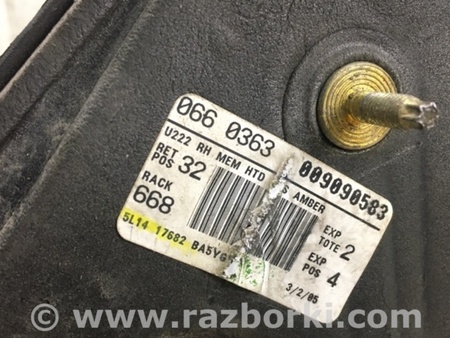 066 0363
009090583
U222 RH MEM HTD AMBER
RET POS 32
RACK 668
EXP TOTE 2
EXP POS 4
5L14 17682
3/2/05
© www.razborki.com